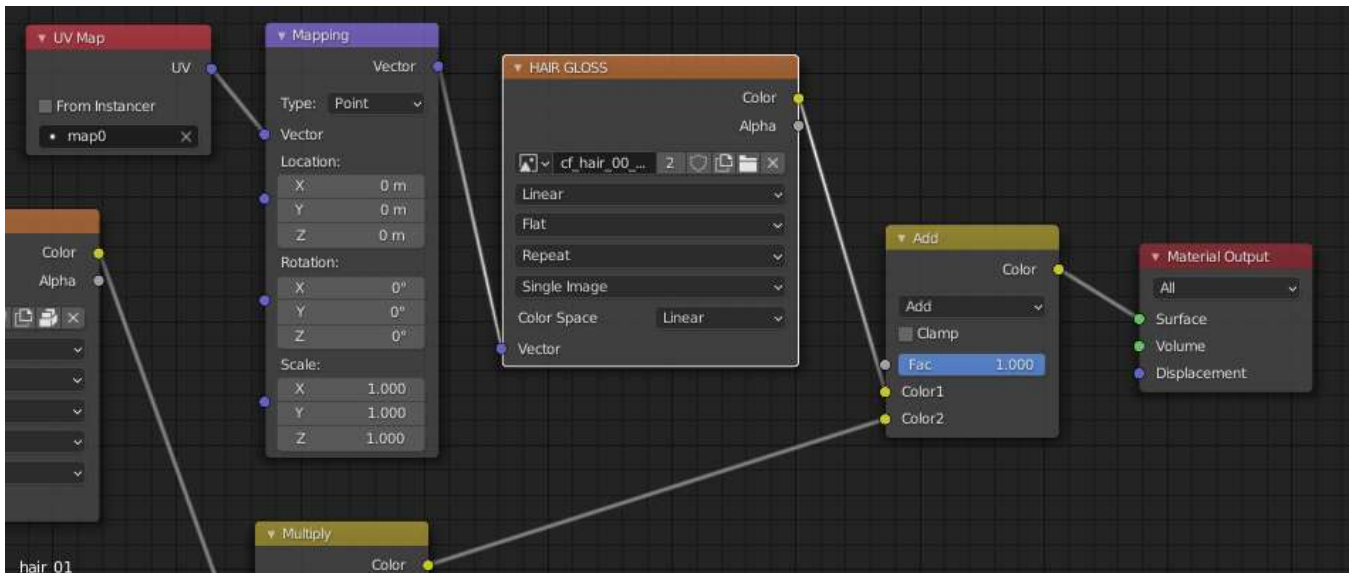 UV Map
UV
From Instancer
map0
Mapping
Vector
Type: Point
Vector
Location:
X 0 m
Y 0 m
Z 0 m
Rotation:
X 0°
Y 0°
Z 0°
Scale:
X 1.000
Y 1.000
Z 1.000
HAIR GLOSS
Color
Alpha
cf_hair_00_... 2
Linear
Flat
Repeat
Single Image
Color Space Linear
Vector
Color
Alpha
Add
Color
Add
Clamp
Fac 1.000
Color1
Color2
Material Output
All
Surface
Volume
Displacement
Multiply
Color
hair_01